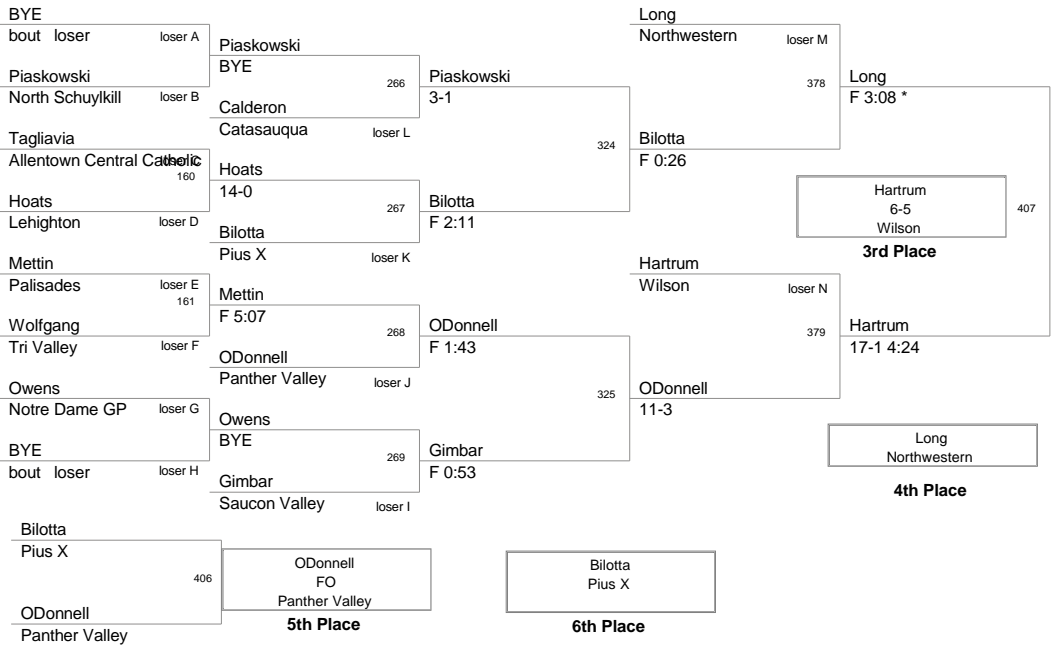 BYE
bout loser
loser A
Piaskowski
North Schuylkill
loser B
Tagliavia
Allentown Central Catholic
loser C
160
Hoats
Lehighton
loser D
Mettin
Palisades
loser E
161
Wolfgang
Tri Valley
loser F
Owens
Notre Dame GP
loser G
BYE
bout loser
loser H
Piaskowski
BYE
266
Calderon
Catasauqua
loser L
Hoats
14-0
267
Bilotta
Pius X
loser K
Mettin
F 5:07
268
ODonnell
Panther Valley
loser J
Owens
BYE
269
Gimbar
Saucon Valley
loser I
Piaskowski
3-1
324
Bilotta
F 2:11
ODonnell
F 1:43
325
Gimbar
F 0:53
Long
Northwestern
loser M
378
Bilotta
F 0:26
Hartrum
Wilson
loser N
379
ODonnell
11-3
Long
F 3:08 *
407
Hartrum
17-1 4:24
Hartrum
6-5
Wilson
3rd Place
Long
Northwestern
4th Place
Bilotta
Pius X
406
ODonnell
Panther Valley
ODonnell
FO
Panther Valley
5th Place
Bilotta
Pius X
6th Place